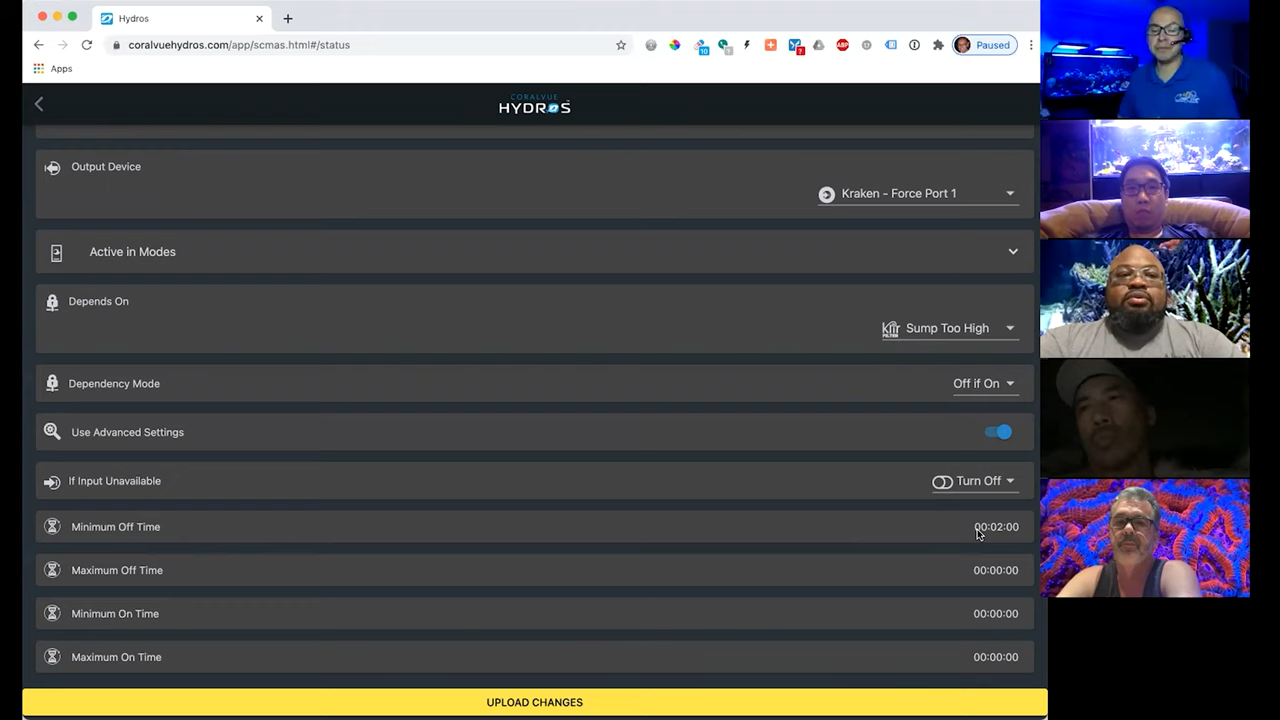 Hydros
coralvuehydros.com/app/scmas.html#/status
10
7
ABP
Paused
Apps
CORALVUE
HYDROS
Output Device
Kraken - Force Port 1
Active in Modes
Depends On
Sump Too High
Dependency Mode
Off if On
Use Advanced Settings
If Input Unavailable
Turn Off
Minimum Off Time
00:02:00
Maximum Off Time
00:00:00
Minimum On Time
00:00:00
Maximum On Time
00:00:00
UPLOAD CHANGES